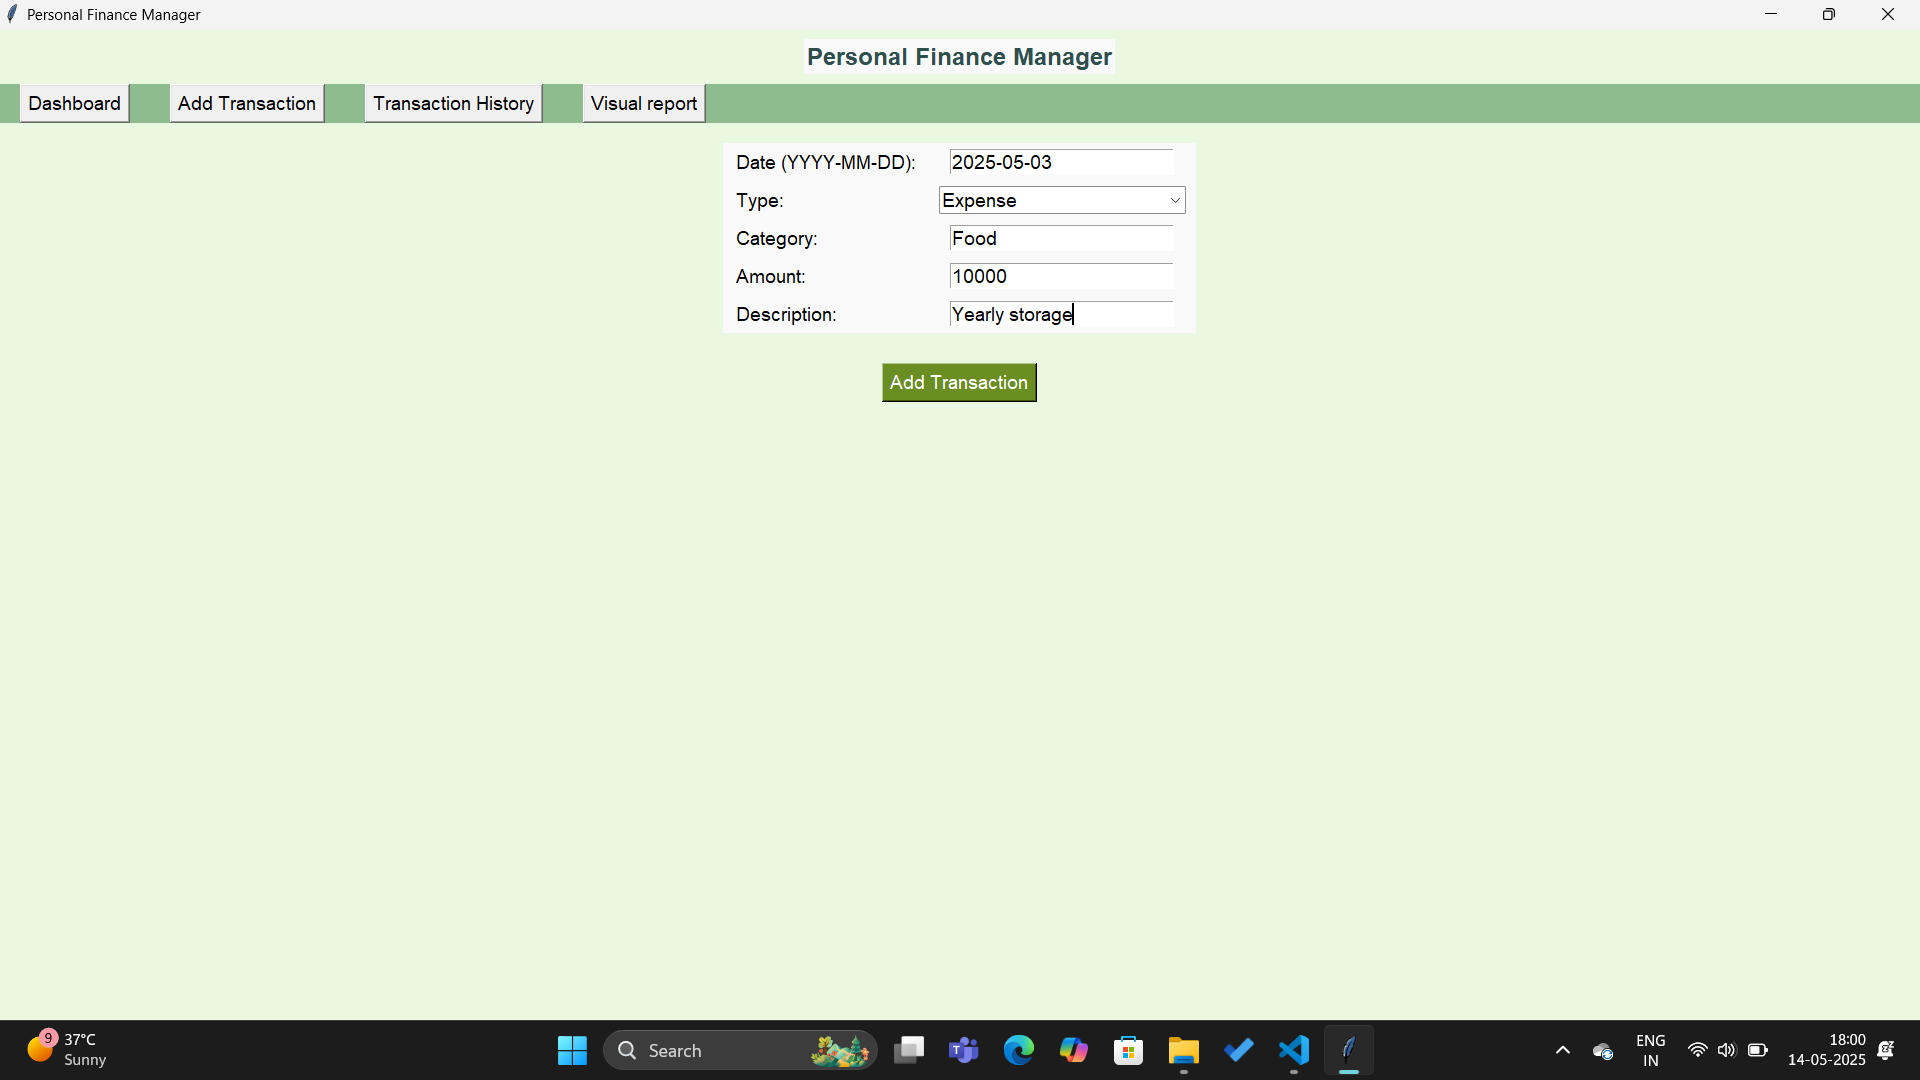 Personal Finance Manager
Personal Finance Manager
Dashboard Add Transaction Transaction History Visual report
Date (YYYY-MM-DD): 2025-05-03
Type: Expense
Category: Food
Amount: 10000
Description: Yearly storage
Add Transaction
9 37°C
Sunny
Search
ENG
IN
18:00
14-05-2025